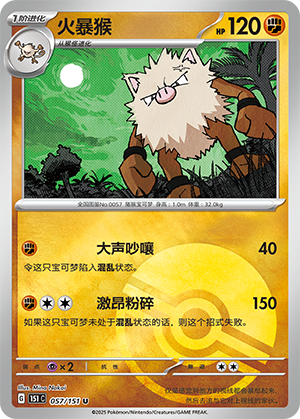 1阶进化
火暴猴
HP 120
从猴怪进化
全国图鉴No.0057 猪猴宝可梦 身高：1.0m 体重：32.0kg
大声吵嚷 40
令这只宝可梦陷入混乱状态。
激昂粉碎 150
如果这只宝可梦未处于混乱状态的话，则这个招式失败。
弱点 ×2 抵抗力 撤退
Illus. Mina Nakai
G 151 C 057/151 U
©2025 Pokémon/Nintendo/Creatures/GAME FREAK